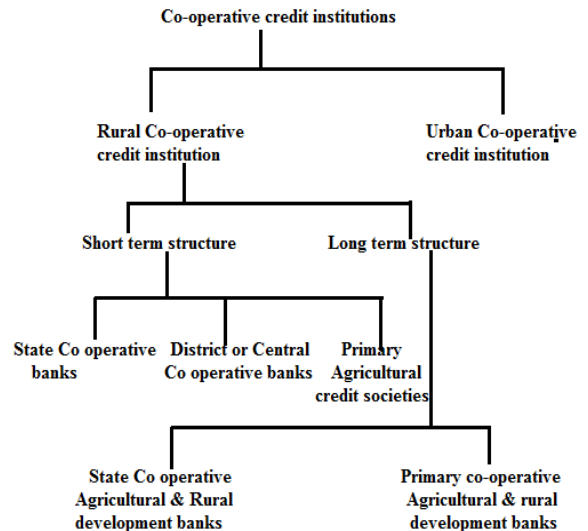 Co-operative credit institutions
Rural Co-operative
credit institution
Urban Co-operative
credit institution.
Short term structure
Long term structure
State Co operative
banks
District or Central
Co operative banks
Primary
Agricultural
credit societies
State Co operative
Agricultural & Rural
development banks
Primary co-operative
Agricultural & rural
development banks